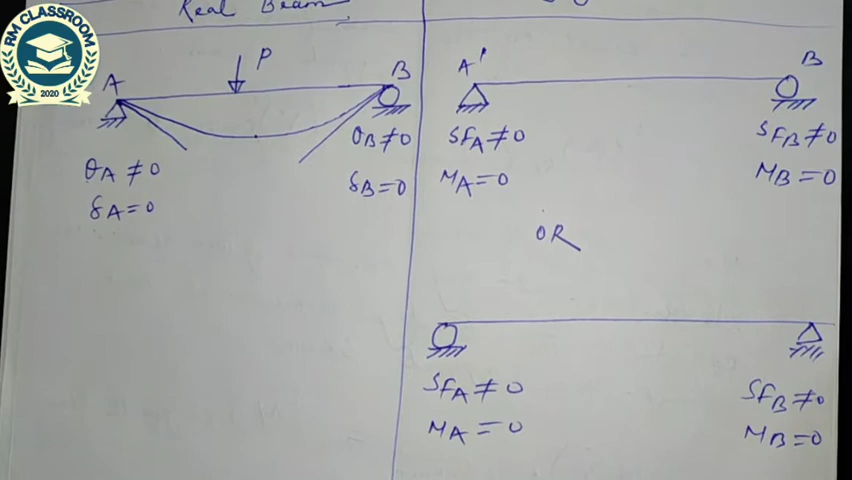 RM CLASSROOM
2020
Real Beam
P
A
B
θA ≠ 0
δA = 0
θB ≠ 0
δB = 0
A'
B
SFA ≠ 0
MA = 0
SFB ≠ 0
MB = 0
OR
SFA ≠ 0
MA = 0
SFB ≠ 0
MB = 0